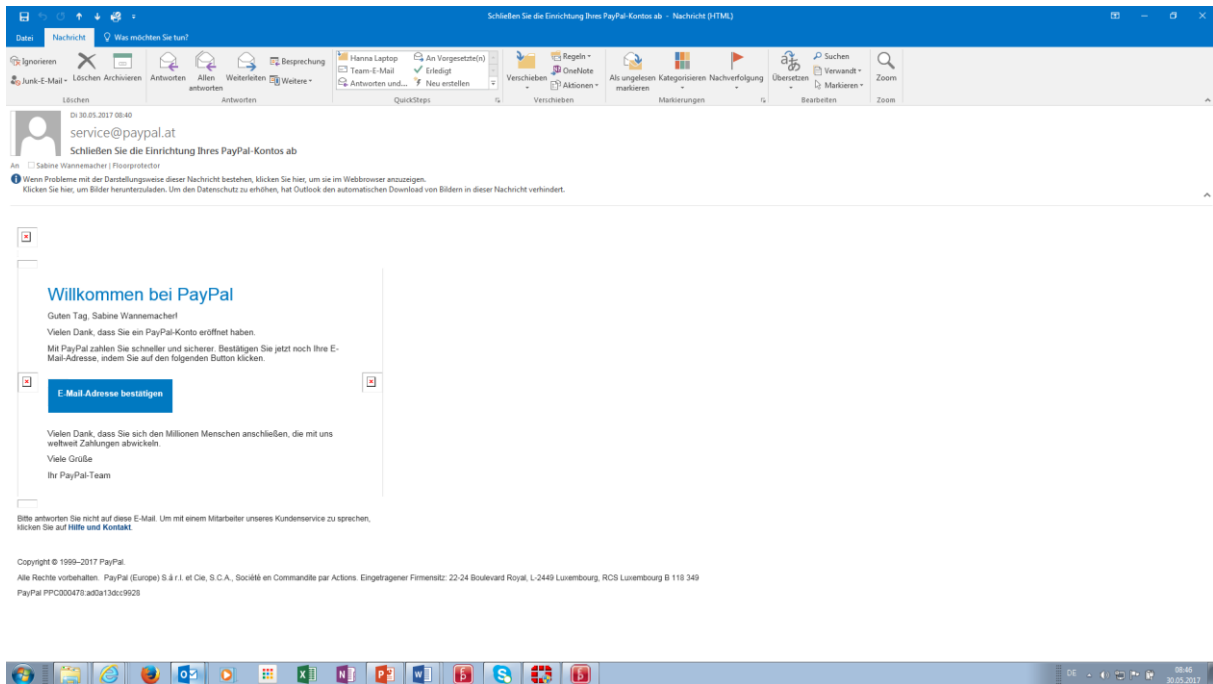 Schließen Sie die Einrichtung Ihres PayPal-Kontos ab - Nachricht (HTML)
Datei Nachricht Was möchten Sie tun?
Ignorieren
Junk-E-Mail
Löschen Archivieren
Löschen
Antworten Allen antworten Weiterleiten
Besprechung
Weitere
Antworten
Hanna Laptop An Vorgesetzte(n)
Team-E-Mail Erledigt
Antworten und... Neu erstellen
QuickSteps
Verschieben
Regeln
OneNote
Aktionen
Verschieben
Als ungelesen markieren Kategorisieren Nachverfolgung
Markierungen
Übersetzen
Suchen
Verwandt
Markieren
Bearbeiten
Zoom
Zoom
Di 30.05.2017 08:40
service@paypal.at
Schließen Sie die Einrichtung Ihres PayPal-Kontos ab
An Sabine Wannemacher | Floorprotector
Wenn Probleme mit der Darstellungsweise dieser Nachricht bestehen, klicken Sie hier, um sie im Webbrowser anzuzeigen.
Klicken Sie hier, um Bilder herunterzuladen. Um den Datenschutz zu erhöhen, hat Outlook den automatischen Download von Bildern in dieser Nachricht verhindert.
Willkommen bei PayPal
Guten Tag, Sabine Wannemacher!
Vielen Dank, dass Sie ein PayPal-Konto eröffnet haben.
Mit PayPal zahlen Sie schneller und sicherer. Bestätigen Sie jetzt noch Ihre E-
Mail-Adresse, indem Sie auf den folgenden Button klicken.
E-Mail-Adresse bestätigen
Vielen Dank, dass Sie sich den Millionen Menschen anschließen, die mit uns
weltweit Zahlungen abwickeln.
Viele Grüße
Ihr PayPal-Team
Bitte antworten Sie nicht auf diese E-Mail. Um mit einem Mitarbeiter unseres Kundenservice zu sprechen,
klicken Sie auf Hilfe und Kontakt.
Copyright © 1999–2017 PayPal.
Alle Rechte vorbehalten. PayPal (Europe) S.à r.l. et Cie, S.C.A., Société en Commandite par Actions. Eingetragener Firmensitz: 22-24 Boulevard Royal, L-2449 Luxembourg, RCS Luxembourg B 118 349
PayPal PPC000478:ad0a13dcc9928
DE
08:46
30.05.2017